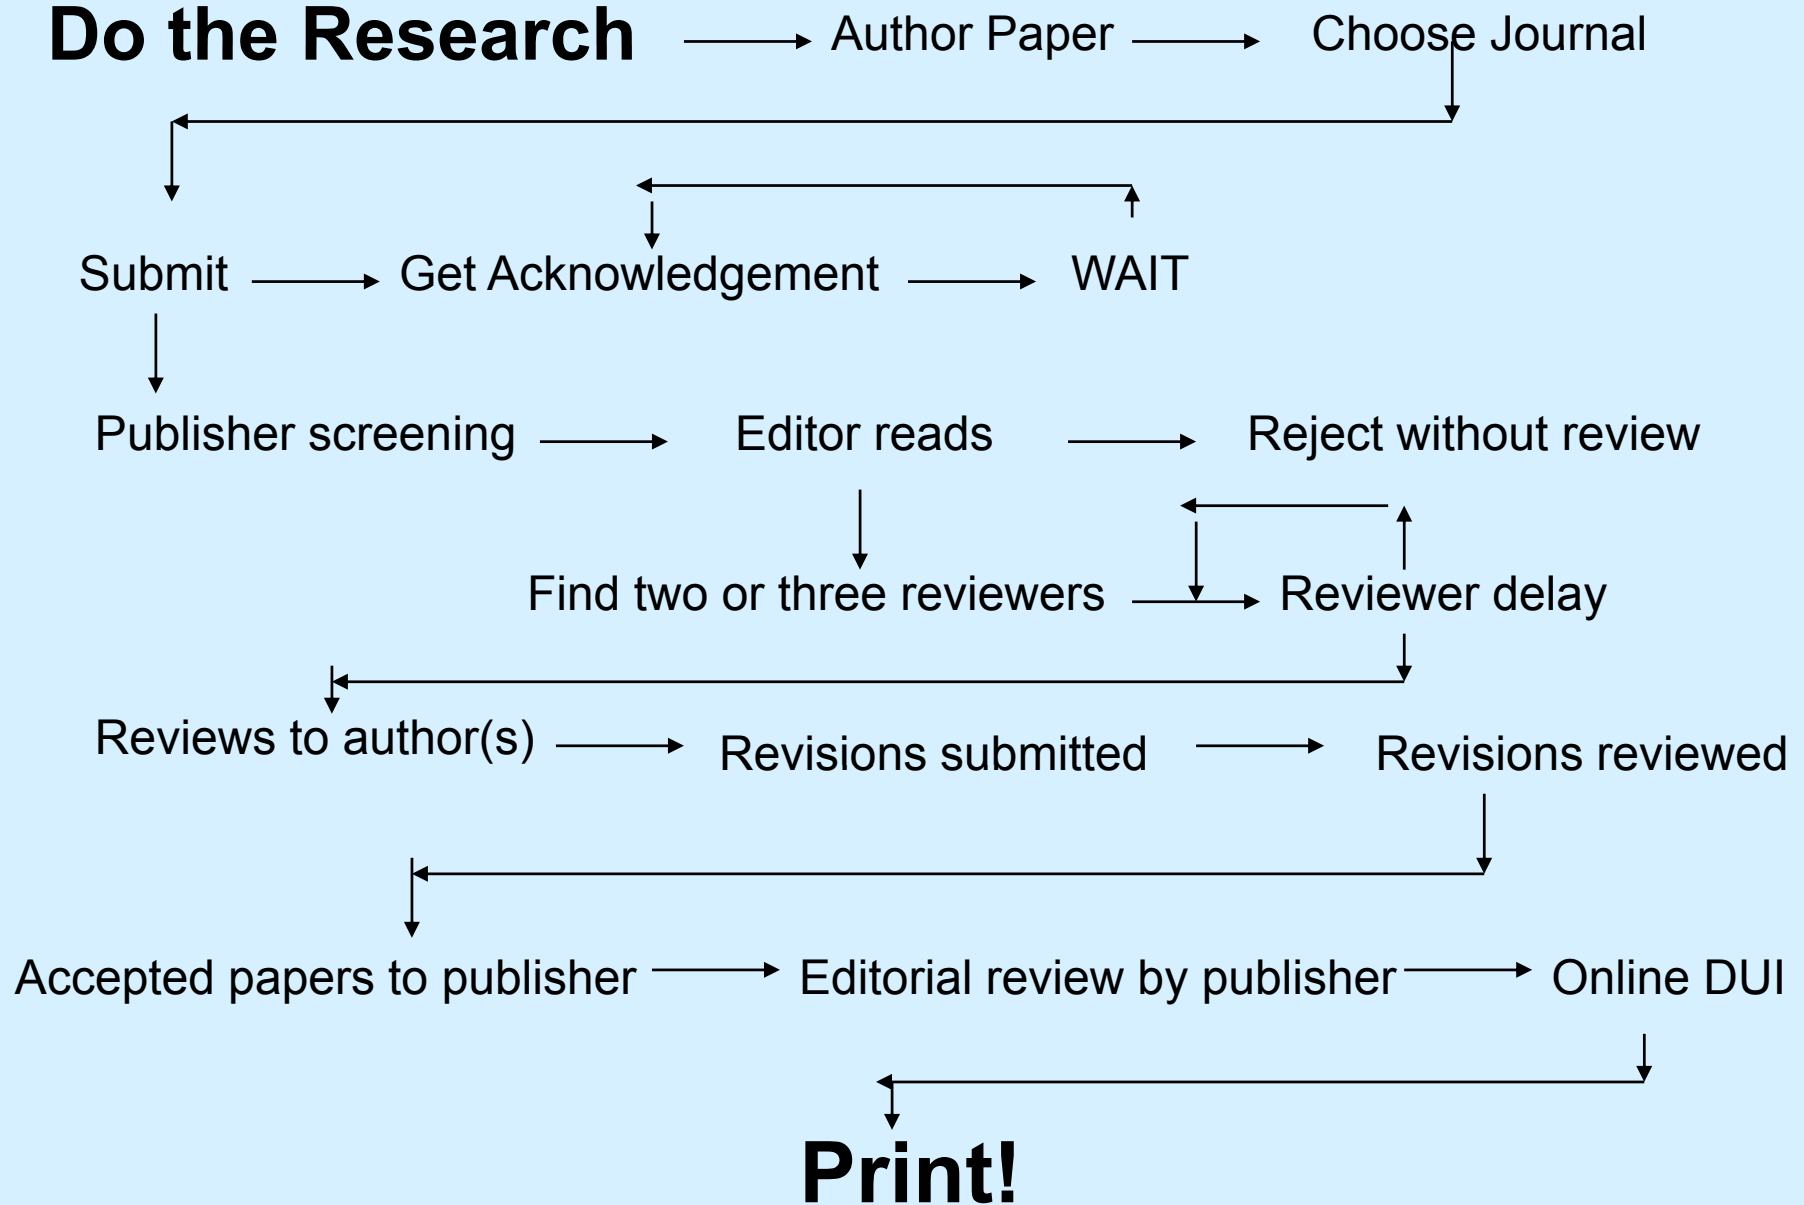 Do the Research
Author Paper
Choose Journal
Submit
Get Acknowledgement
WAIT
Publisher screening
Editor reads
Reject without review
Find two or three reviewers
Reviewer delay
Reviews to author(s)
Revisions submitted
Revisions reviewed
Accepted papers to publisher
Editorial review by publisher
Online DUI
Print!